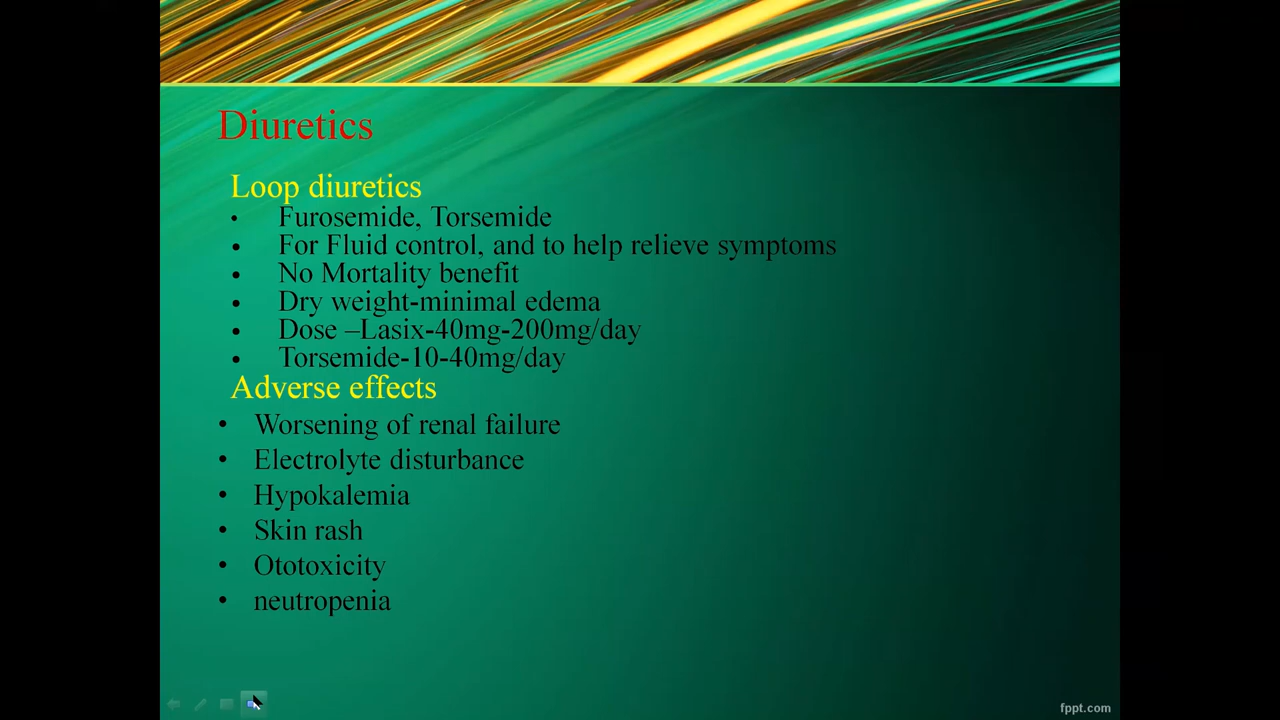 Diuretics
Loop diuretics
• Furosemide, Torsemide
• For Fluid control, and to help relieve symptoms
• No Mortality benefit
• Dry weight-minimal edema
• Dose –Lasix-40mg-200mg/day
• Torsemide-10-40mg/day
Adverse effects
• Worsening of renal failure
• Electrolyte disturbance
• Hypokalemia
• Skin rash
• Ototoxicity
• neutropenia
fppt.com